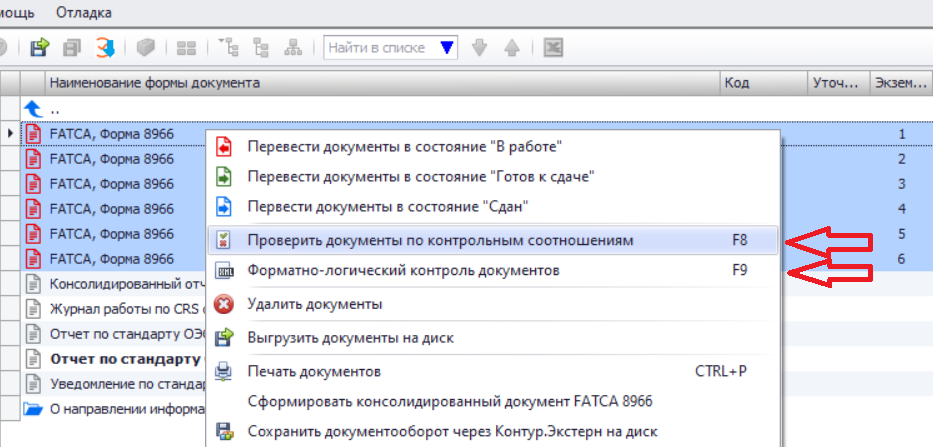 мощь Отладка
Найти в списке
Наименование формы документа Код Уточ... Экзем...
..
FATCA, Форма 8966 1
FATCA, Форма 8966 2
FATCA, Форма 8966 3
FATCA, Форма 8966 4
FATCA, Форма 8966 5
FATCA, Форма 8966 6
Консолидированный отч
Журнал работы по CRS
Отчет по стандарту ОЭС
Отчет по стандарту
Уведомление по стандар
О направлении информа
Перевести документы в состояние "В работе"
Перевести документы в состояние "Готов к сдаче"
Первести документы в состояние "Сдан"
Проверить документы по контрольным соотношениям F8
Форматно-логический контроль документов F9
Удалить документы
Выгрузить документы на диск
Печать документов CTRL+P
Сформировать консолидированный документ FATCA 8966
Сохранить документооборот через Контур.Экстерн на диск